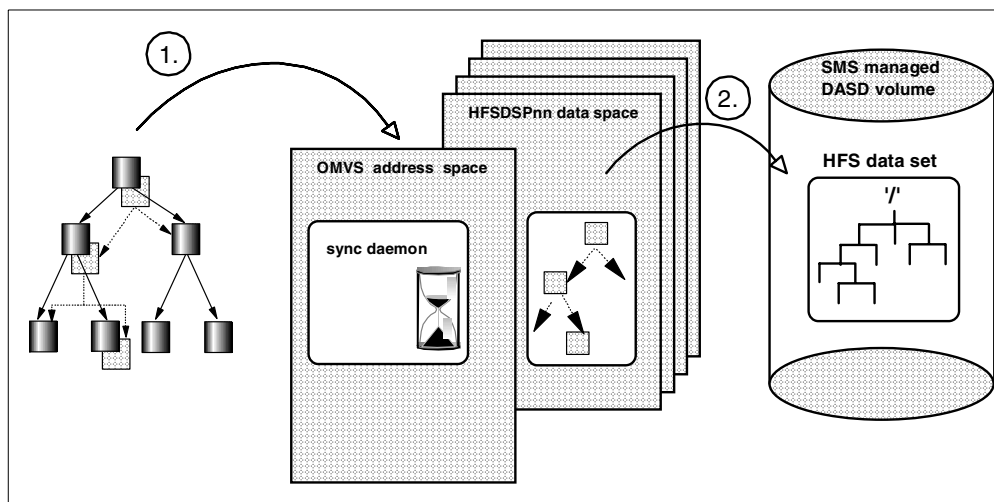 1.
OMVS address space
sync daemon
HFSDSPnn data space
2.
SMS managed
DASD volume
HFS data set
'/'